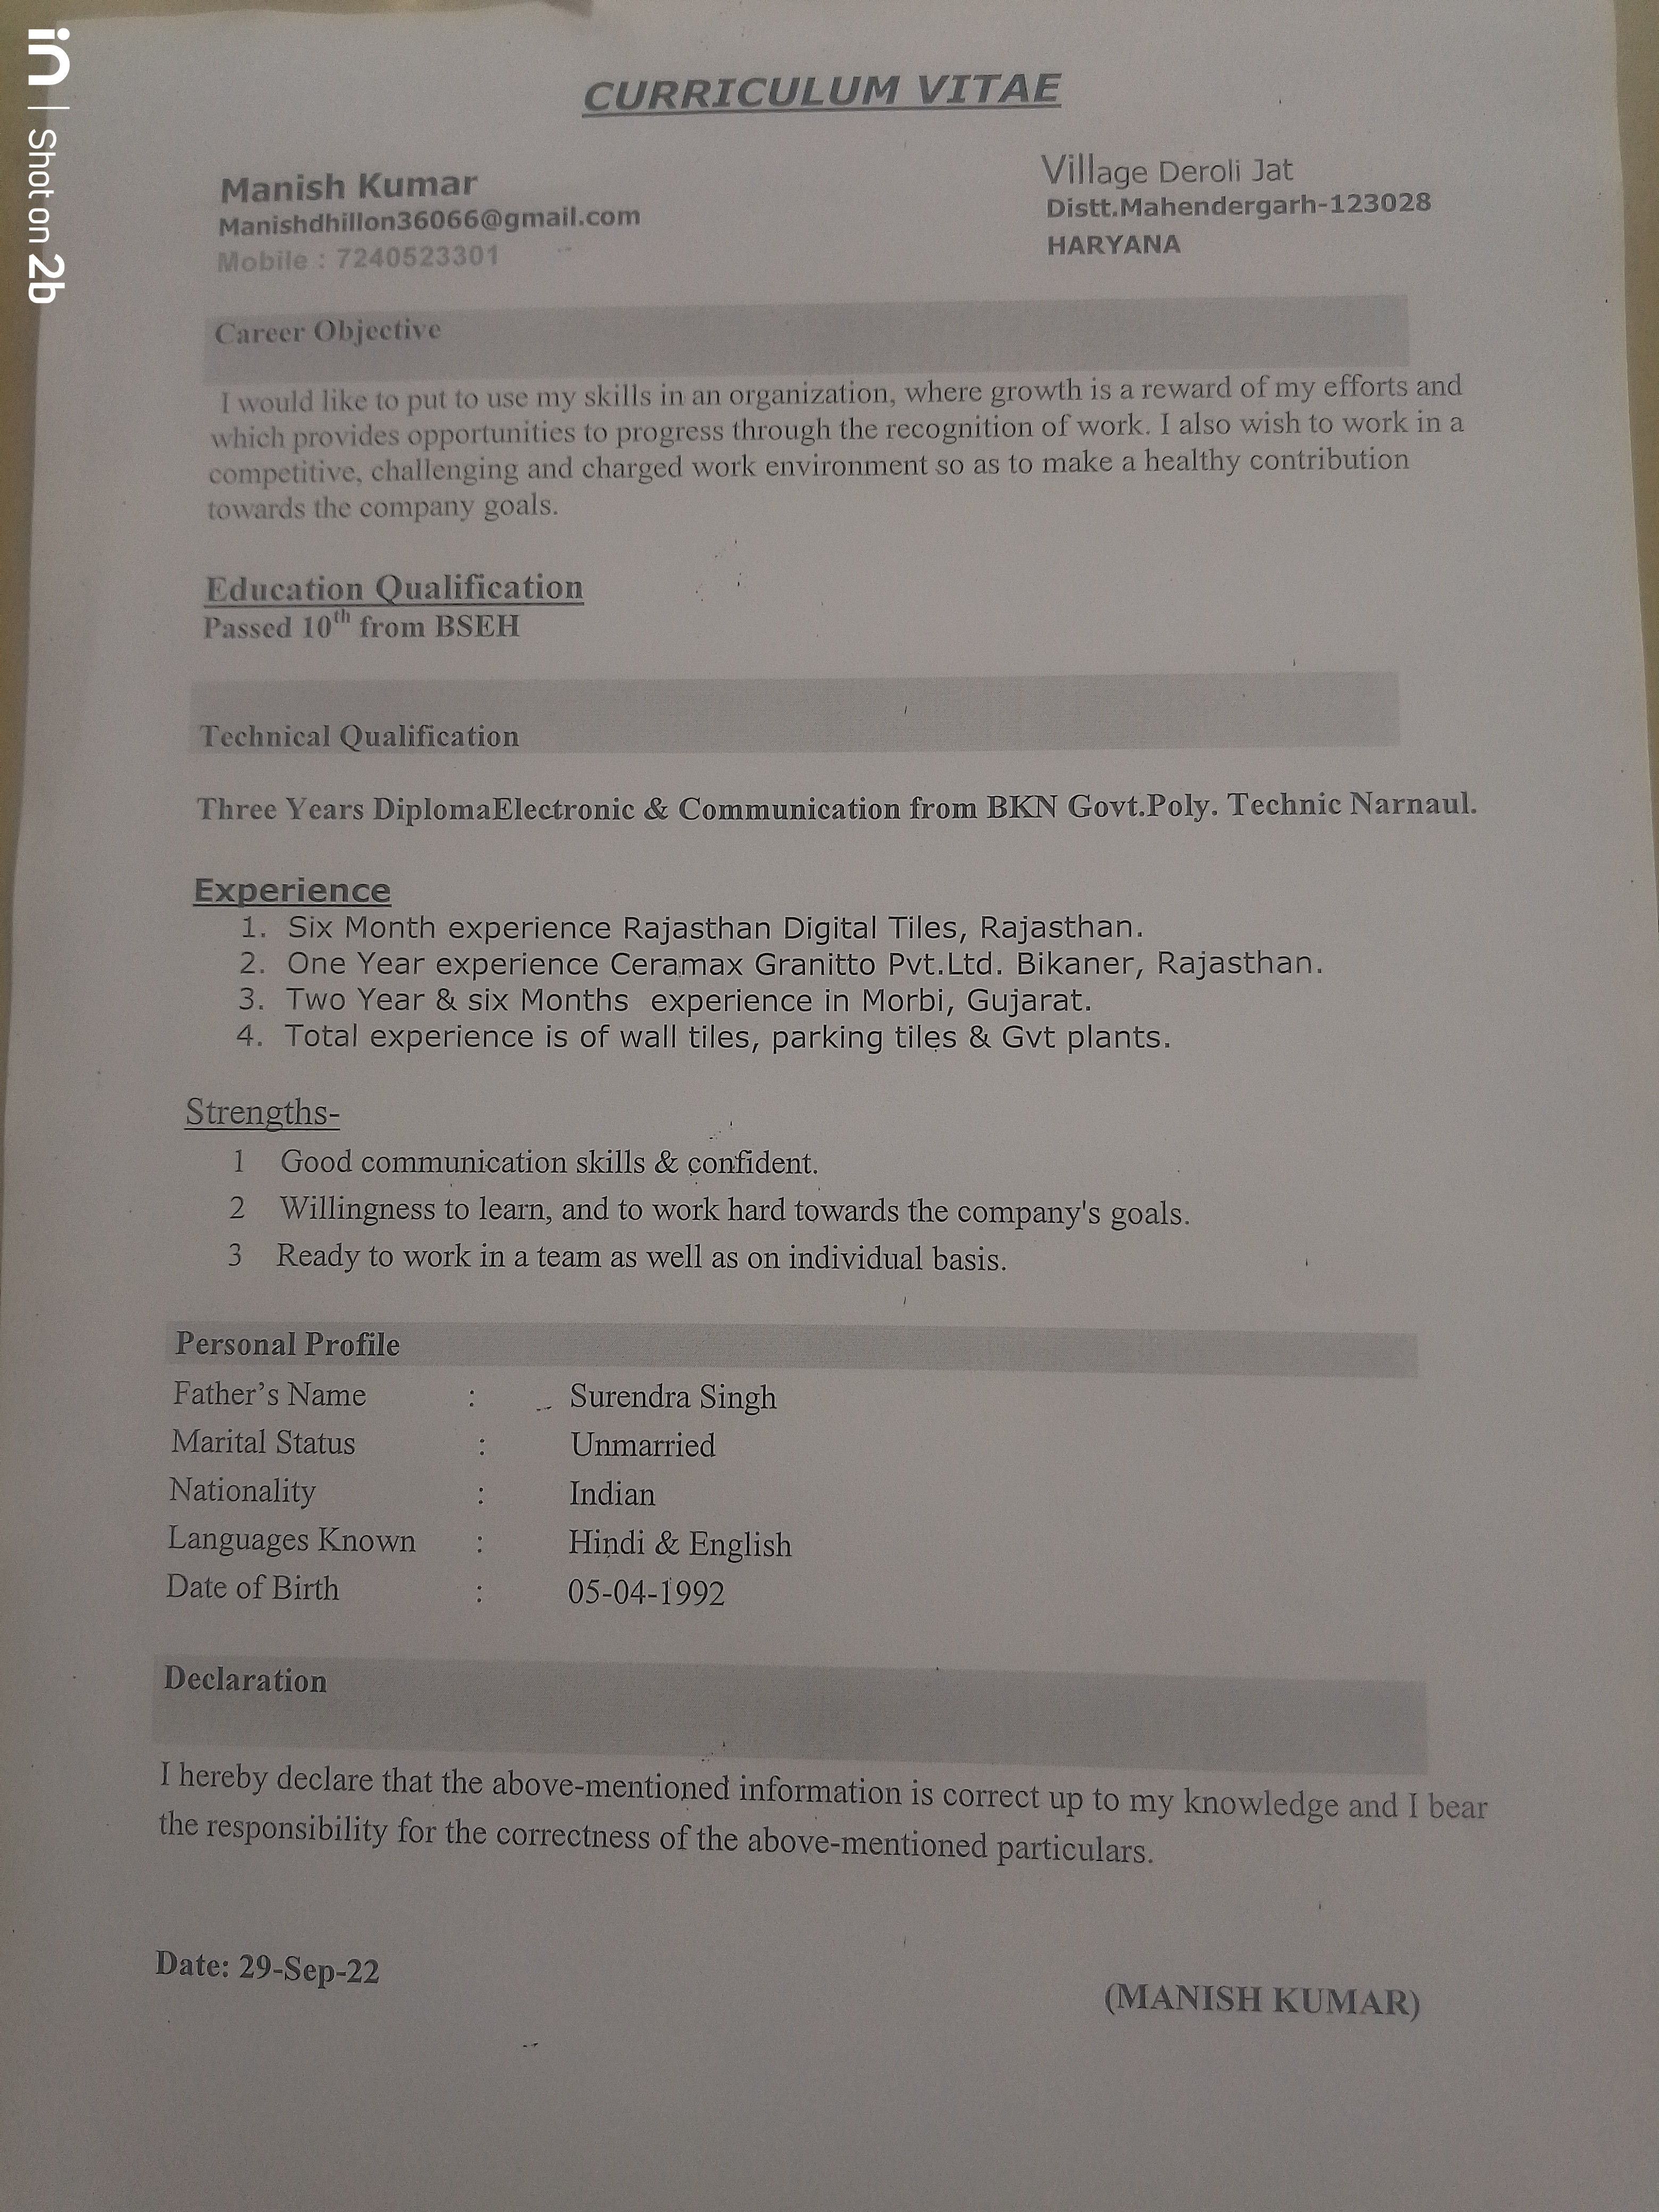 in | Shot on 2b
CURRICULUM VITAE
Manish Kumar
Manishdhillon36066@gmail.com
Mobile : 7240523301
Village Deroli Jat
Distt.Mahendergarh-123028
HARYANA
Career Objective
I would like to put to use my skills in an organization, where growth is a reward of my efforts and
which provides opportunities to progress through the recognition of work. I also wish to work in a
competitive, challenging and charged work environment so as to make a healthy contribution
towards the company goals.
Education Qualification
Passed 10th from BSEH
Technical Qualification
Three Years DiplomaElectronic & Communication from BKN Govt.Poly. Technic Narnaul.
Experience
1. Six Month experience Rajasthan Digital Tiles, Rajasthan.
2. One Year experience Ceramax Granitto Pvt.Ltd. Bikaner, Rajasthan.
3. Two Year & six Months experience in Morbi, Gujarat.
4. Total experience is of wall tiles, parking tiles & Gvt plants.
Strengths-
1 Good communication skills & confident.
2 Willingness to learn, and to work hard towards the company's goals.
3 Ready to work in a team as well as on individual basis.
Personal Profile
Father’s Name : Surendra Singh
Marital Status : Unmarried
Nationality : Indian
Languages Known : Hindi & English
Date of Birth : 05-04-1992
Declaration
I hereby declare that the above-mentioned information is correct up to my knowledge and I bear
the responsibility for the correctness of the above-mentioned particulars.
Date: 29-Sep-22
(MANISH KUMAR)